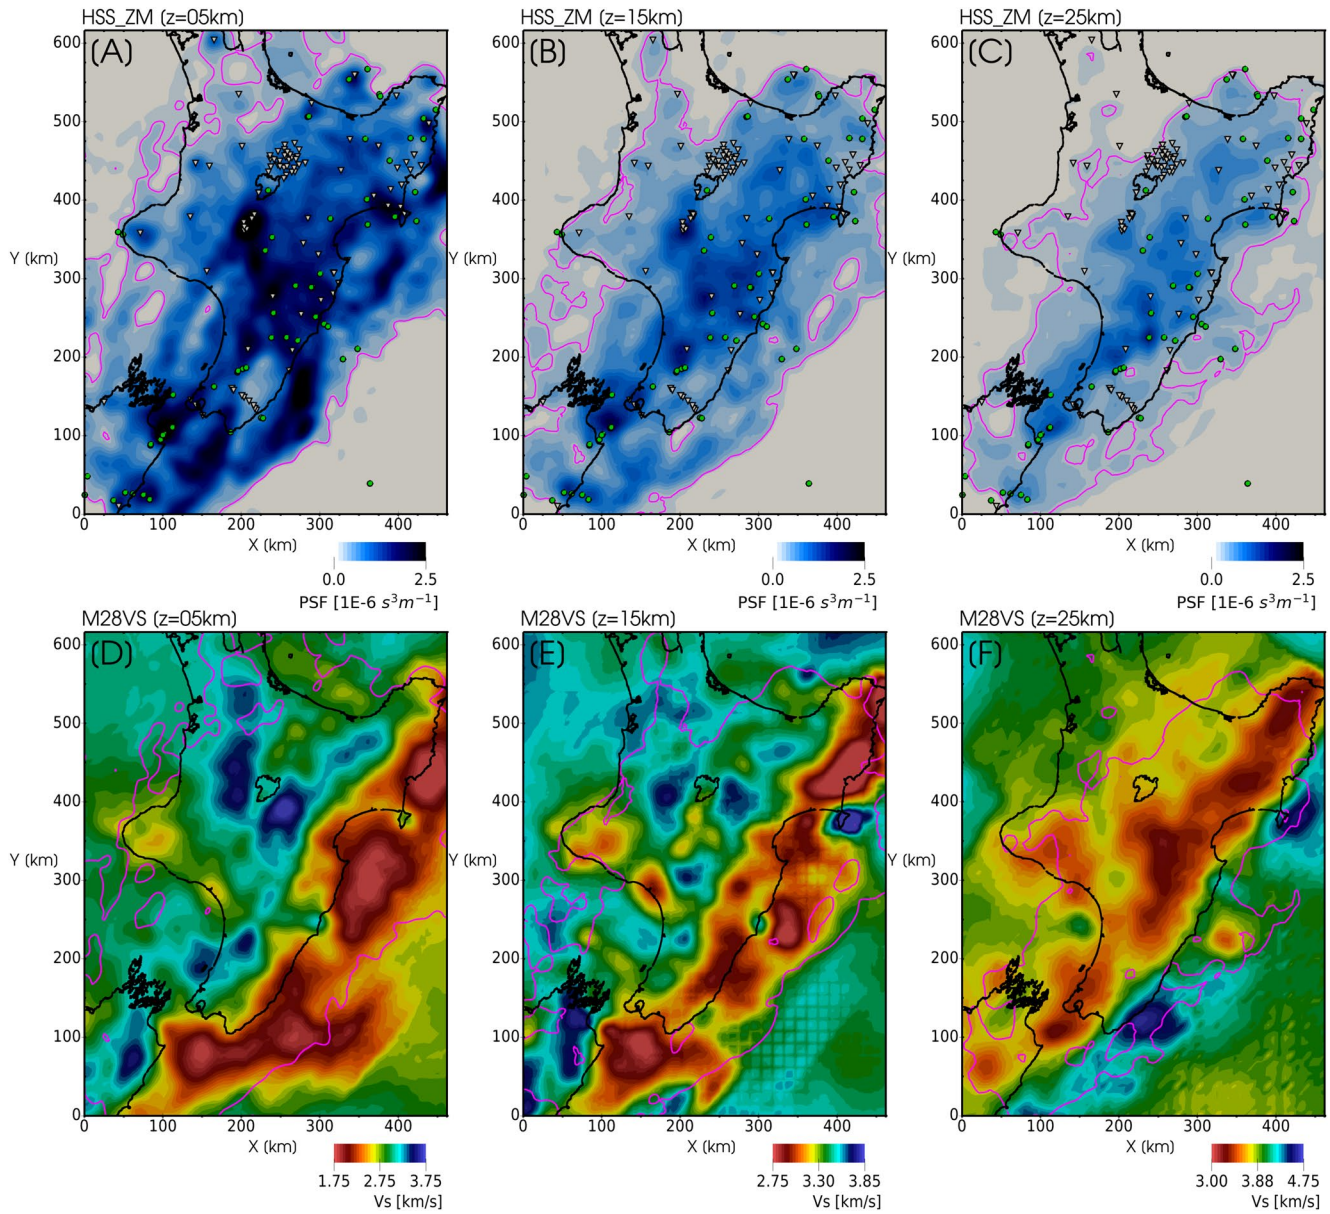 HSS_ZM (z=05km)
HSS_ZM (z=15km)
HSS_ZM (z=25km)
(A)
(B)
(C)
600
500
400
Y (km)
300
200
100
0
0 100 200 300 400
X (km)
0.0 2.5
PSF [1E-6 s³m⁻¹]
600
500
400
Y (km)
300
200
100
0
0 100 200 300 400
X (km)
0.0 2.5
PSF [1E-6 s³m⁻¹]
600
500
400
Y (km)
300
200
100
0
0 100 200 300 400
X (km)
0.0 2.5
PSF [1E-6 s³m⁻¹]
M28VS (z=05km)
M28VS (z=15km)
M28VS (z=25km)
(D)
(E)
(F)
600
500
400
Y (km)
300
200
100
0
0 100 200 300 400
X (km)
1.75 2.75 3.75
Vs [km/s]
600
500
400
Y (km)
300
200
100
0
0 100 200 300 400
X (km)
2.75 3.30 3.85
Vs [km/s]
600
500
400
Y (km)
300
200
100
0
0 100 200 300 400
X (km)
3.00 3.88 4.75
Vs [km/s]